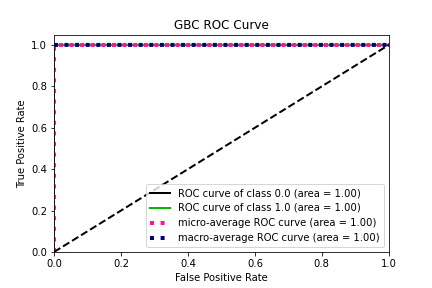 GBC ROC Curve
True Positive Rate
1.0
0.8
0.6
0.4
0.2
0.0
ROC curve of class 0.0 (area = 1.00)
ROC curve of class 1.0 (area = 1.00)
micro-average ROC curve (area = 1.00)
macro-average ROC curve (area = 1.00)
0.0 0.2 0.4 0.6 0.8 1.0
False Positive Rate